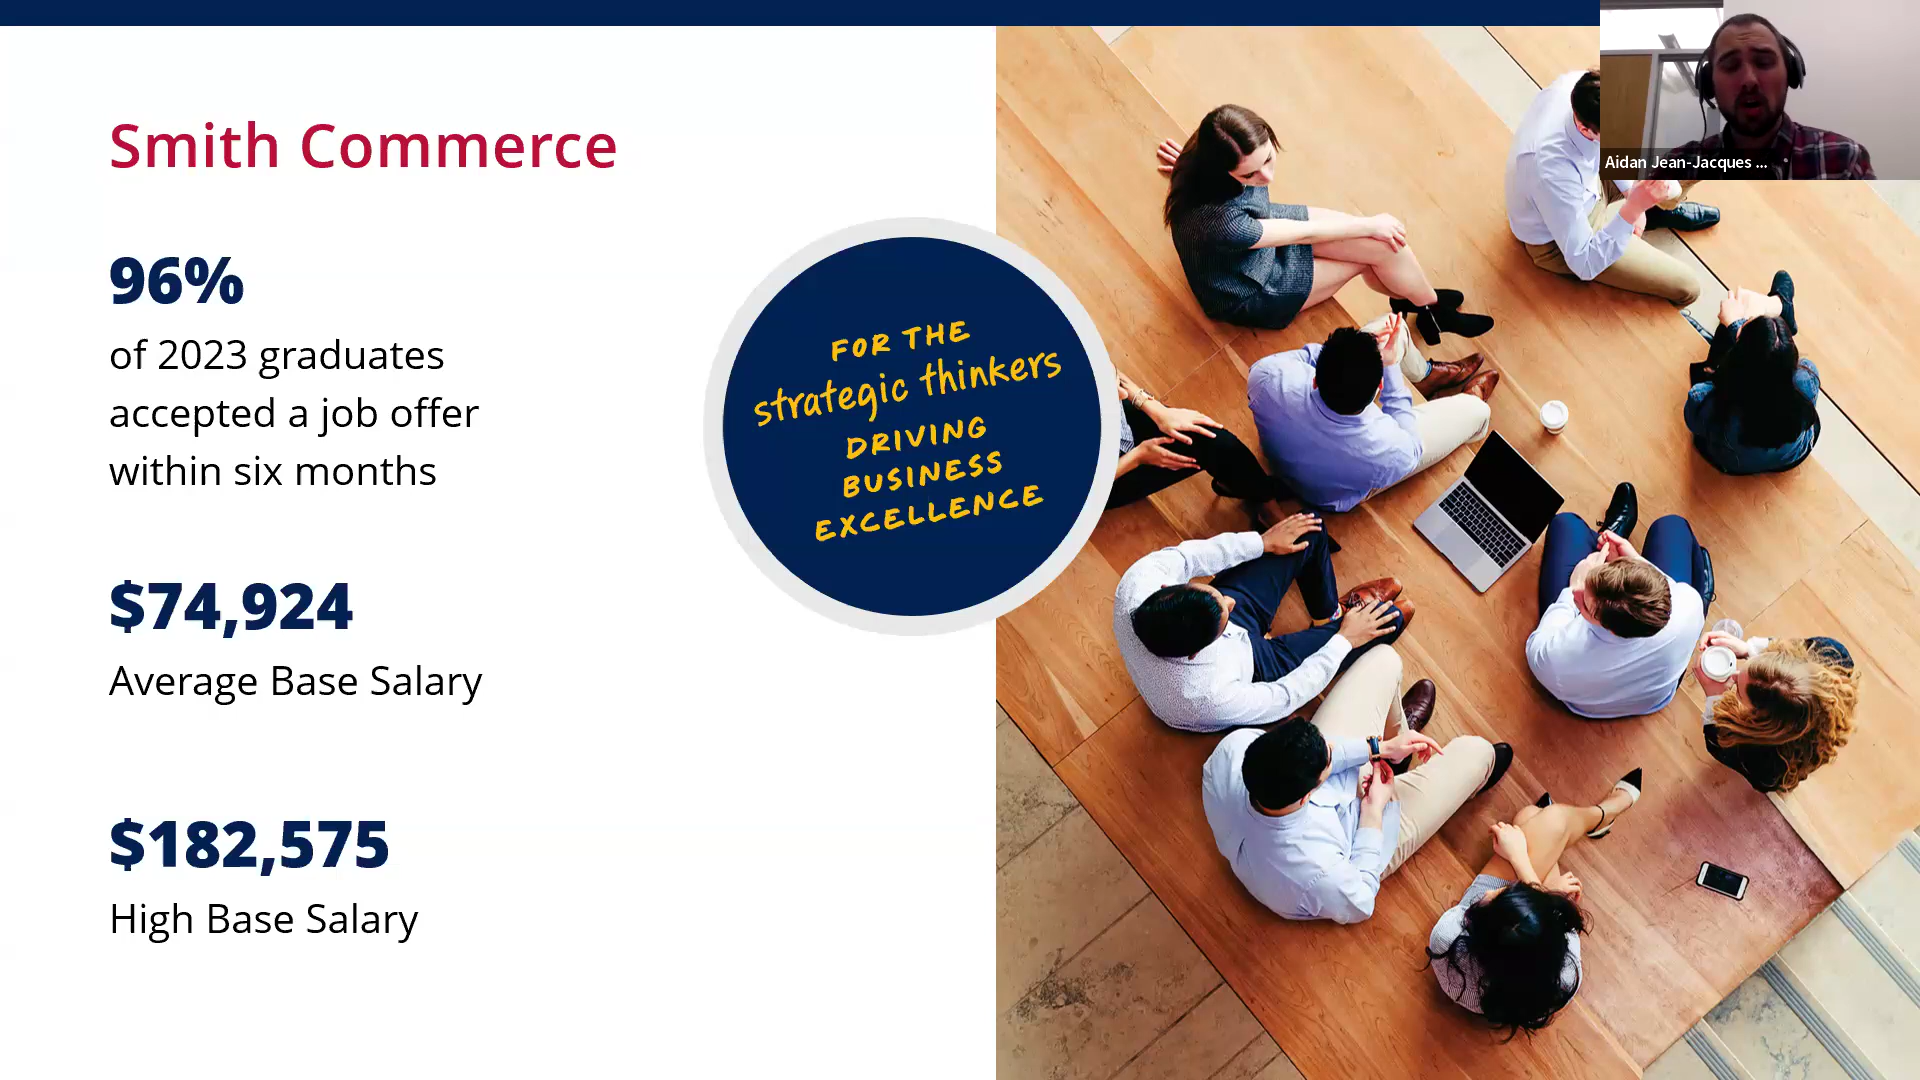 Smith Commerce
96%
of 2023 graduates
accepted a job offer
within six months
$74,924
Average Base Salary
$182,575
High Base Salary
FOR THE
strategic thinkers
DRIVING
BUSINESS
EXCELLENCE
Aidan Jean-Jacques ...